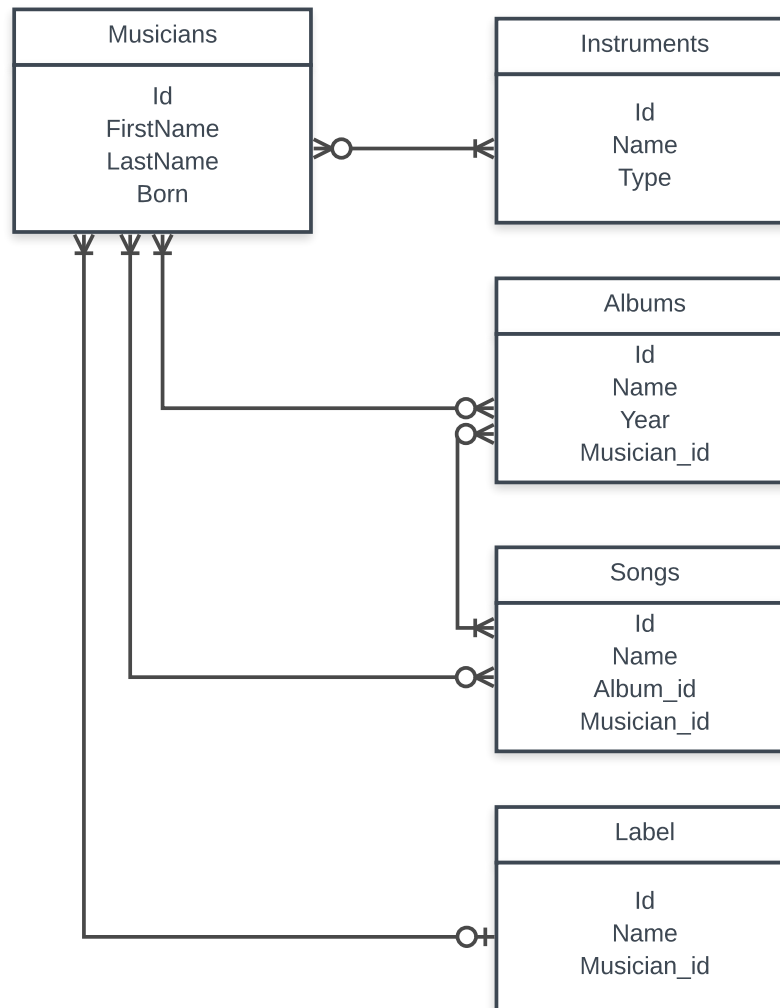 Musicians
Id
FirstName
LastName
Born
Instruments
Id
Name
Type
Albums
Id
Name
Year
Musician_id
Songs
Id
Name
Album_id
Musician_id
Label
Id
Name
Musician_id